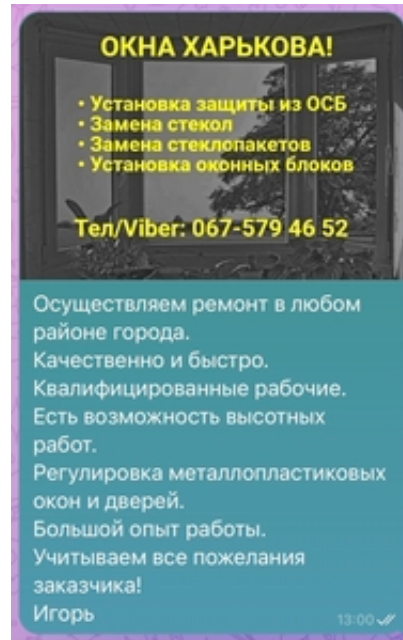 ОКНА ХАРЬКОВА!
• Установка защиты из ОСБ
• Замена стекол
• Замена стеклопакетов
• Установка оконных блоков
Тел/Viber: 067-579 46 52
Осуществляем ремонт в любом
районе города.
Качественно и быстро.
Квалифицированные рабочие.
Есть возможность высотных
работ.
Регулировка металлопластиковых
окон и дверей.
Большой опыт работы.
Учитываем все пожелания
заказчика!
Игорь
13:00